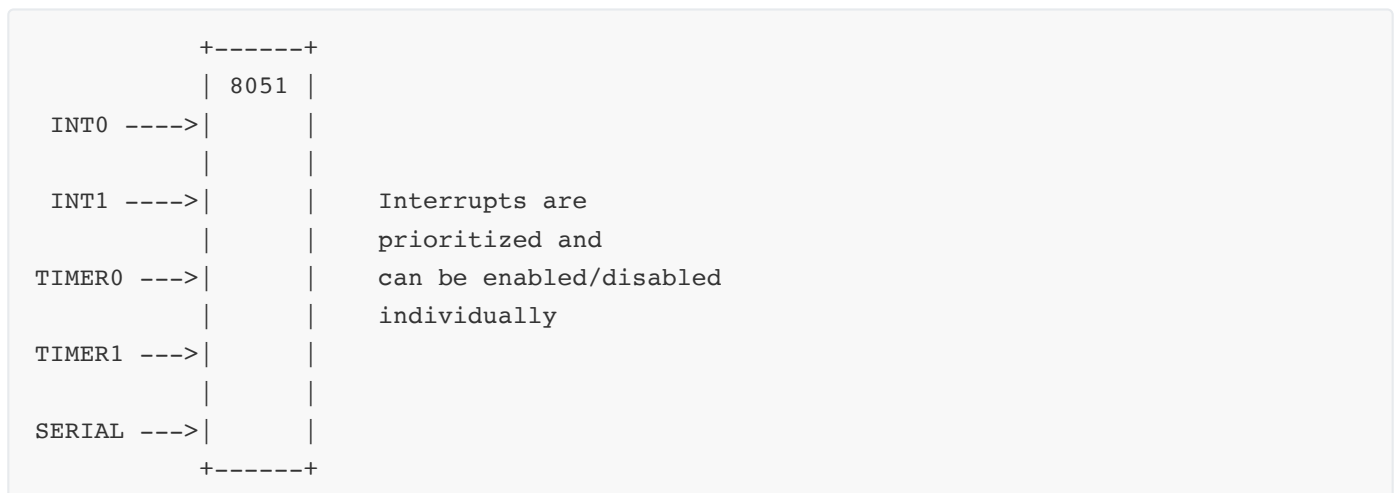 +------+
| 8051 |
INT0 ---->|      |
|      |
INT1 ---->|      |    Interrupts are
|      |    prioritized and
TIMER0 --->|      |    can be enabled/disabled
|      |    individually
TIMER1 --->|      |
|      |
SERIAL --->|      |
+------+